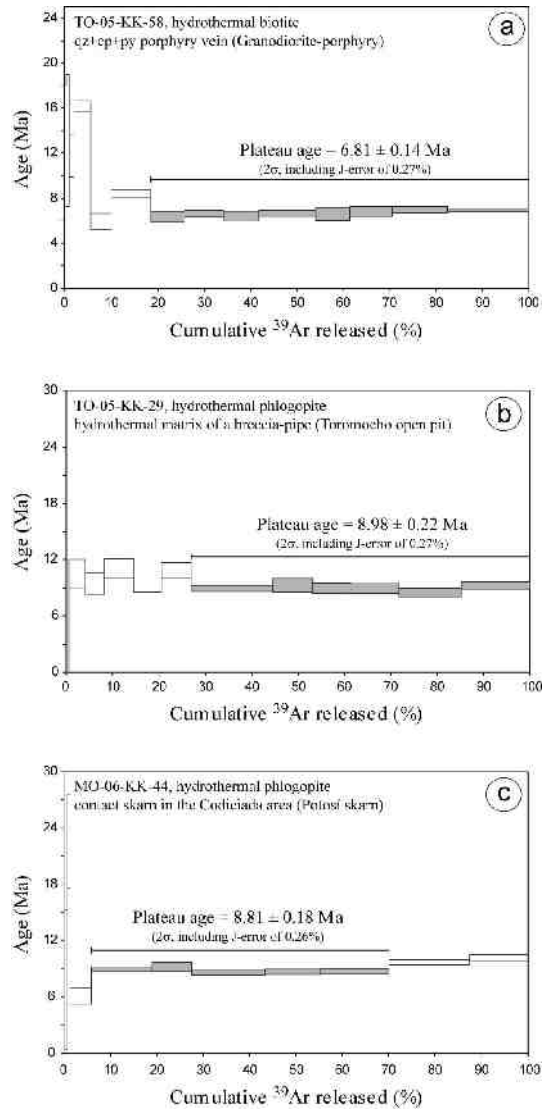 TO-05-KK-58, hydrothermal biotite
qz+cp+py porphyry vein (Granodiorite-porphyry)
a
24
20
16
12
8
4
0
Age (Ma)
Plateau age = 6.81 ± 0.14 Ma
(2σ, including J-error of 0.27%)
0 10 20 30 40 50 60 70 80 90 100
Cumulative ³⁹Ar released (%)
TO-05-KK-29, hydrothermal phlogopite
hydrothermal matrix of a breccia-pipe (Toromocho open pit)
b
30
24
18
12
6
0
Age (Ma)
Plateau age = 8.98 ± 0.22 Ma
(2σ, including J-error of 0.27%)
0 10 20 30 40 50 60 70 80 90 100
Cumulative ³⁹Ar released (%)
MO-06-KK-44, hydrothermal phlogopite
contact skarn in the Codiciada area (Potosí skarn)
c
30
24
18
12
6
0
Age (Ma)
Plateau age = 8.81 ± 0.18 Ma
(2σ, including J-error of 0.26%)
0 10 20 30 40 50 60 70 80 90 100
Cumulative ³⁹Ar released (%)